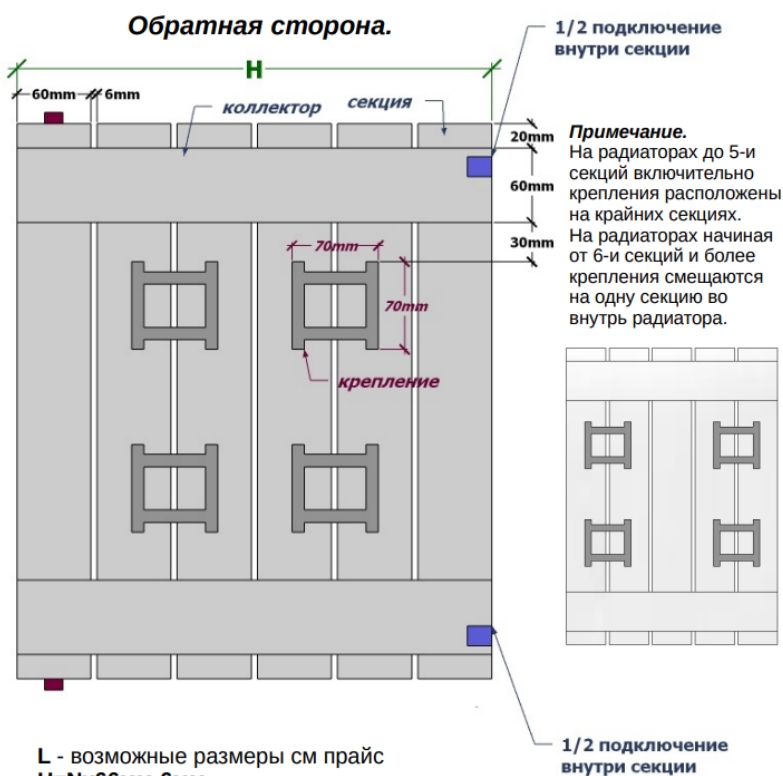 Обратная сторона.
1/2 подключение
внутри секции
H
60mm
6mm
коллектор
секция
20mm
60mm
30mm
Примечание.
На радиаторах до 5-и
секций включительно
крепления расположены
на крайних секциях.
На радиаторах начиная
от 6-и секций и более
крепления смещаются
на одну секцию во
внутрь радиатора.
70mm
70mm
крепление
1/2 подключение
внутри секции
L - возможные размеры см прайс